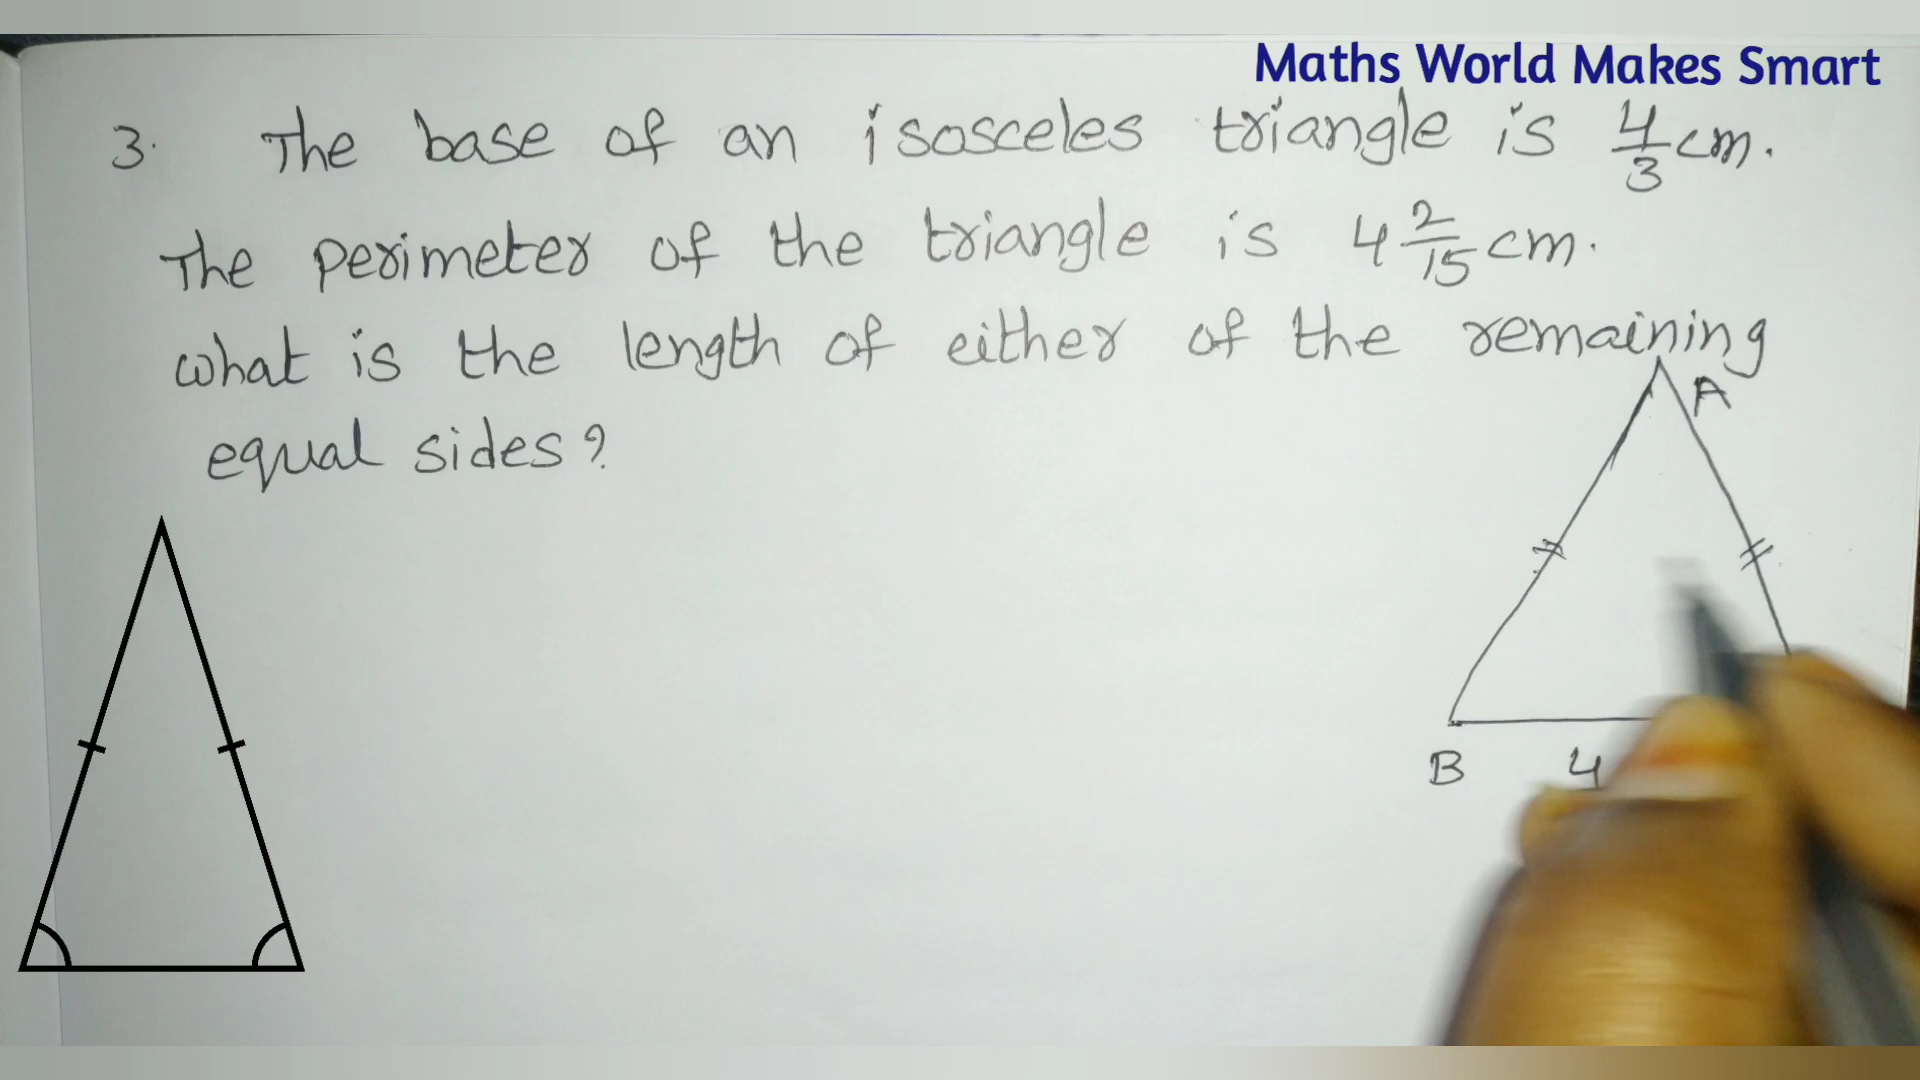 Maths World Makes Smart
3. The base of an isosceles triangle is 4/3 cm.
The perimeter of the triangle is 4 2/15 cm.
what is the length of either of the remaining
equal sides?
A
B 4